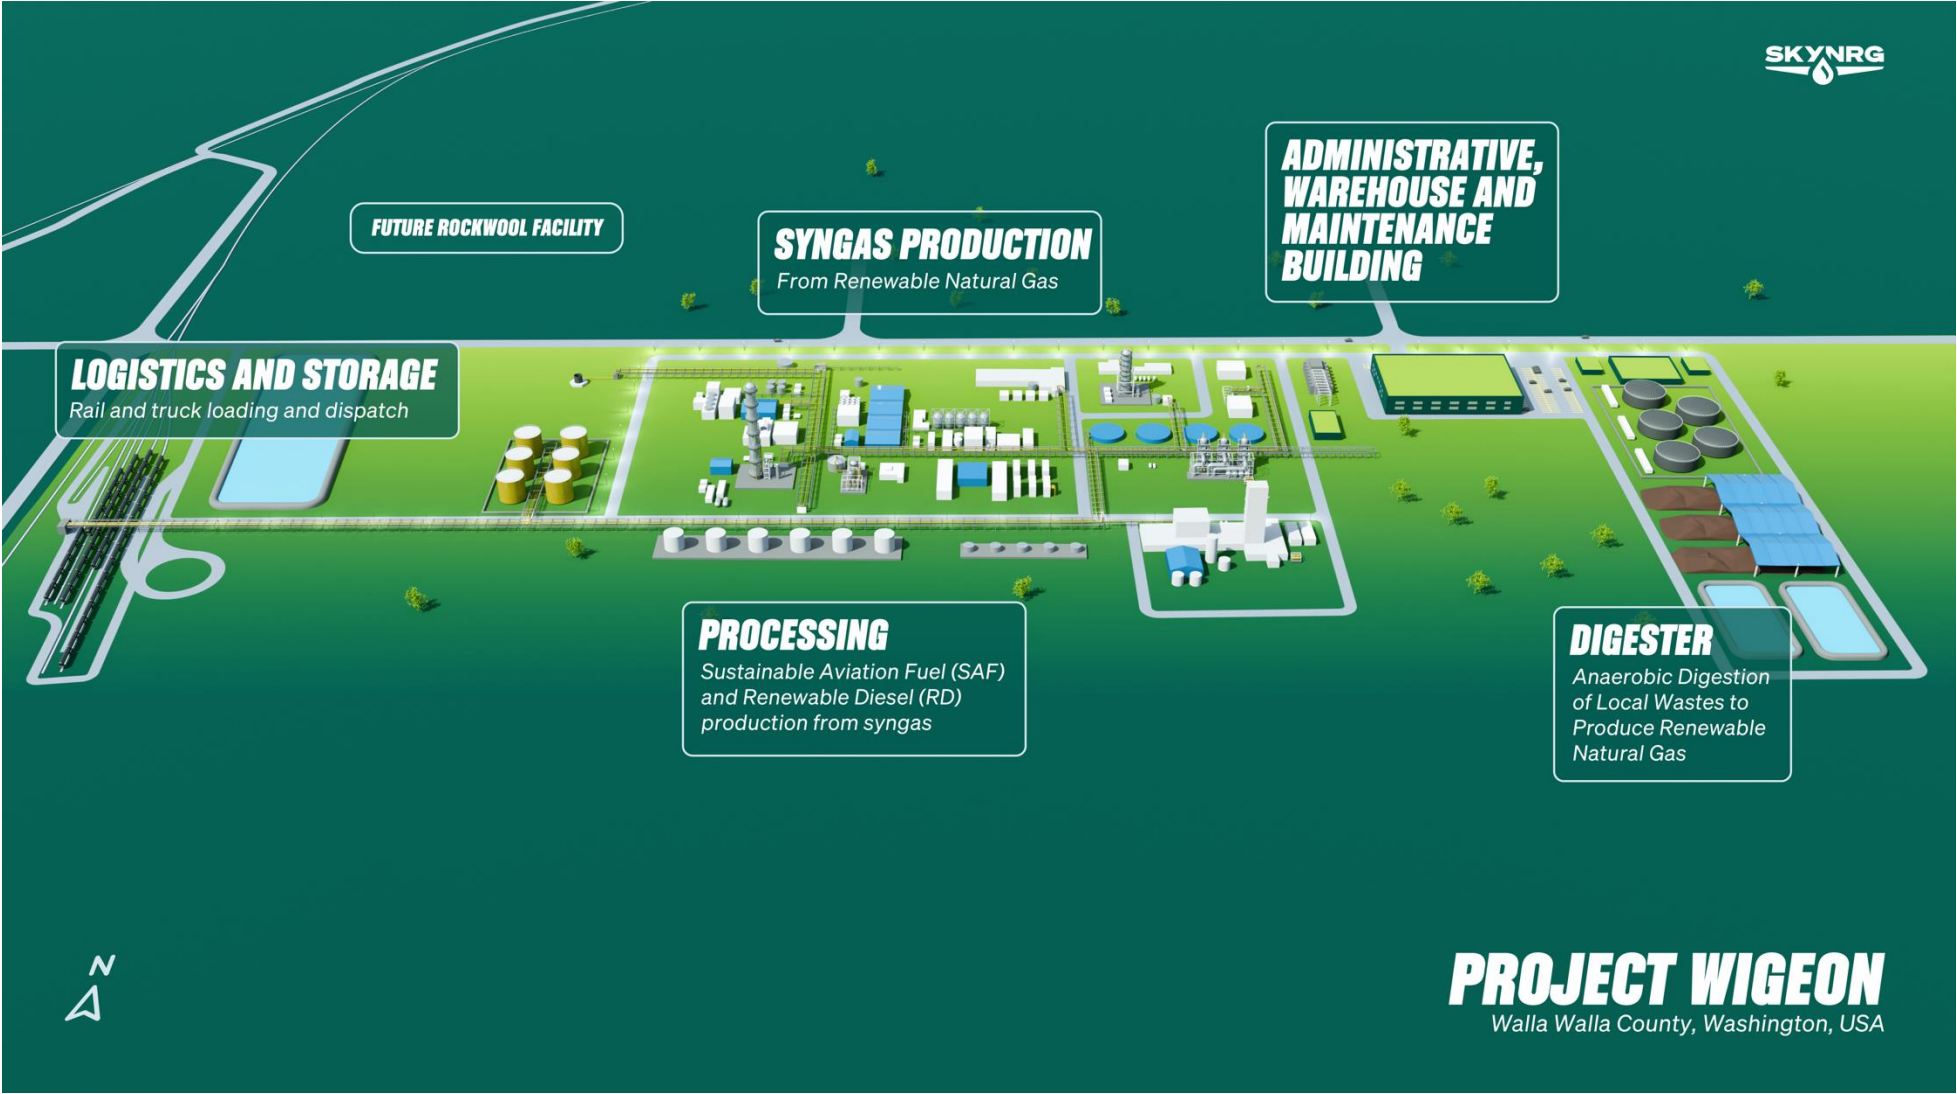 SKYNRG
ADMINISTRATIVE,
WAREHOUSE AND
MAINTENANCE
BUILDING
FUTURE ROCKWOOL FACILITY
SYNGAS PRODUCTION
From Renewable Natural Gas
LOGISTICS AND STORAGE
Rail and truck loading and dispatch
PROCESSING
Sustainable Aviation Fuel (SAF)
and Renewable Diesel (RD)
production from syngas
DIGESTER
Anaerobic Digestion
of Local Wastes to
Produce Renewable
Natural Gas
N
PROJECT WIGEON
Walla Walla County, Washington, USA